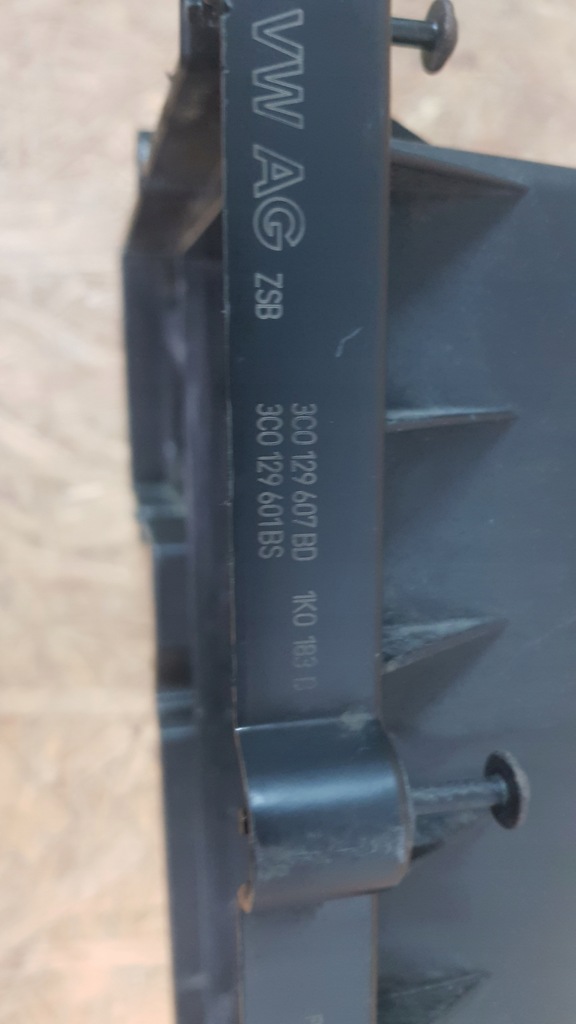 VW AG ZSB
3C0 129 607 BD 1K0 183 D
3C0 129 601 BS